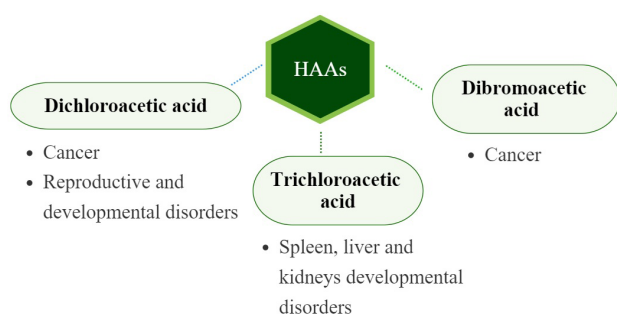 HAAs
Dichloroacetic acid
• Cancer
• Reproductive and
developmental disorders
Trichloroacetic
acid
• Spleen, liver and
kidneys developmental
disorders
Dibromoacetic
acid
• Cancer